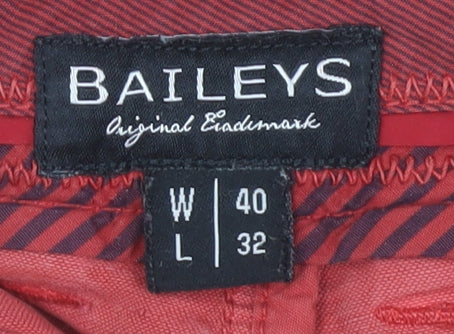 BAILEYS
Original Trademark
W 40
L 32